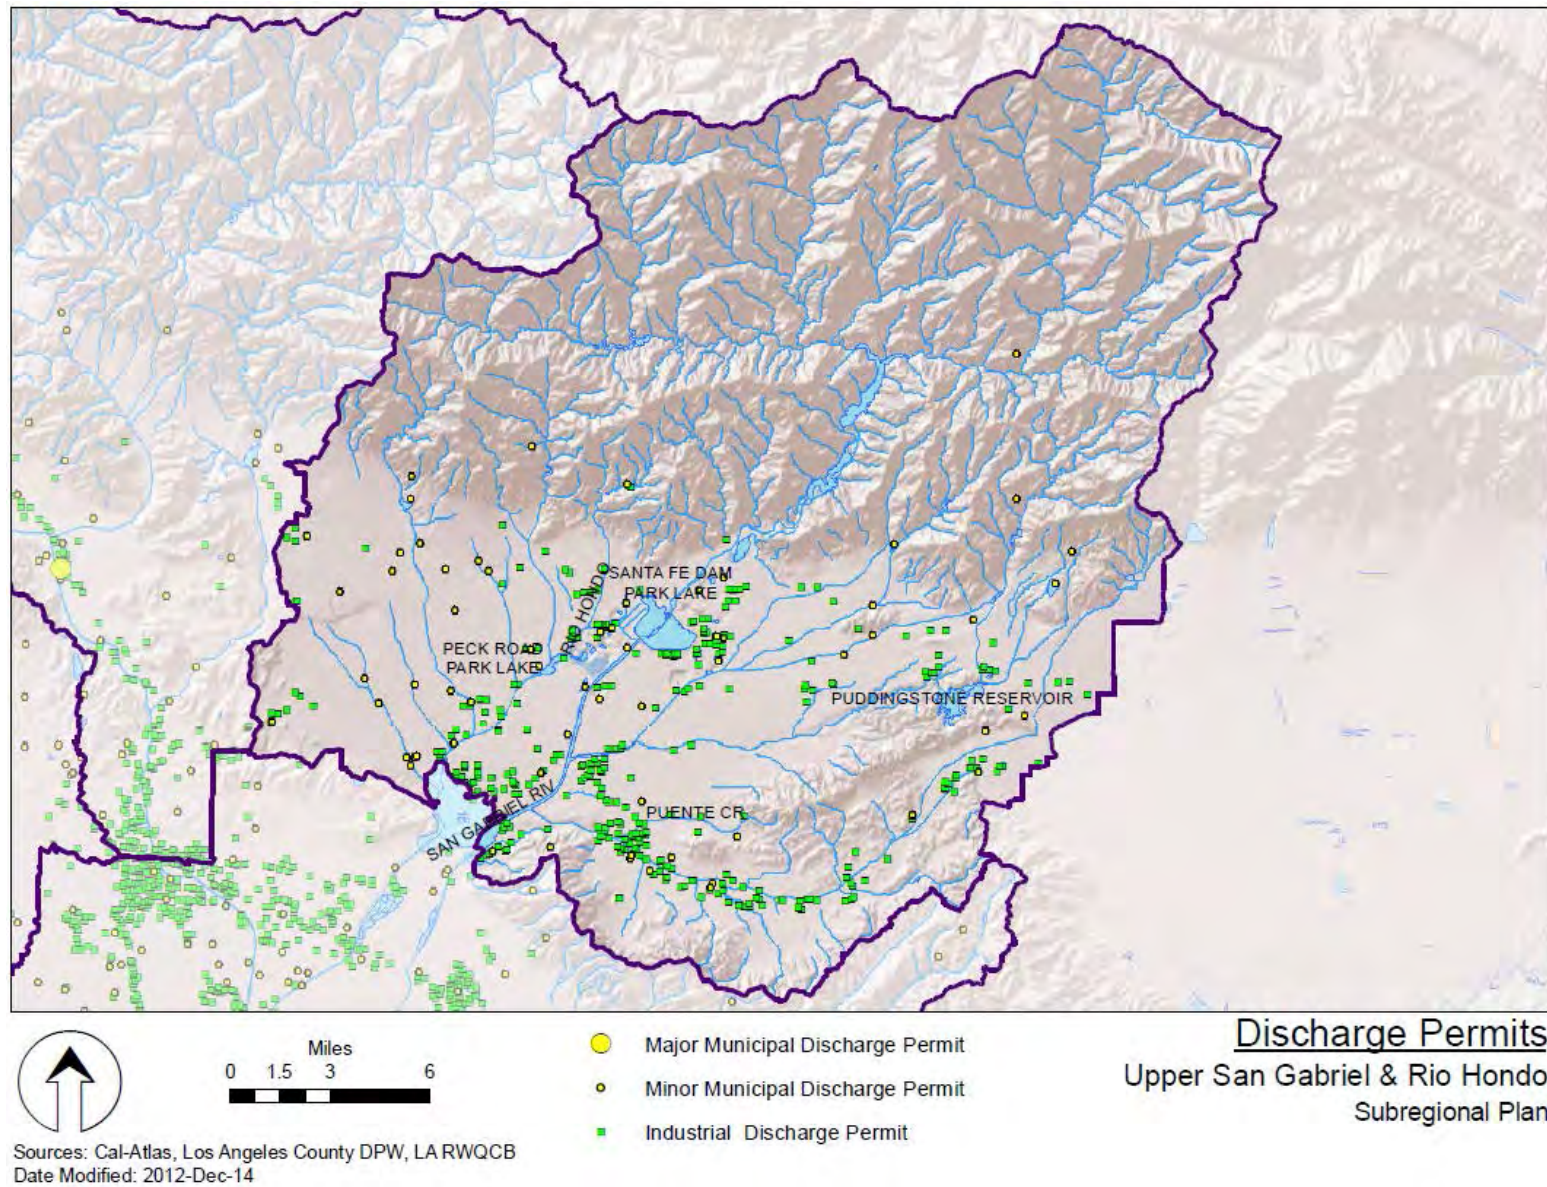 SANTA FE DAM
PARK LAKE
RIO HONDO
PECK ROAD
PARK LAKE
PUDDINGSTONE RESERVOIR
PUENTE CR
SAN GABRIEL RIV
Miles
0 1.5 3 6
Major Municipal Discharge Permit
Minor Municipal Discharge Permit
Industrial Discharge Permit
Discharge Permits
Upper San Gabriel & Rio Hondo
Subregional Plan
Sources: Cal-Atlas, Los Angeles County DPW, LA RWQCB
Date Modified: 2012-Dec-14